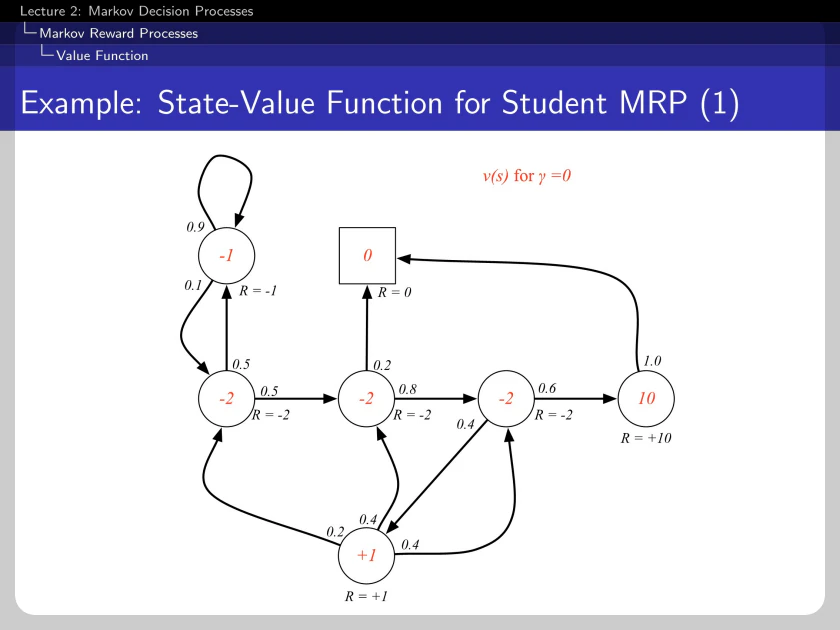 Lecture 2: Markov Decision Processes
Markov Reward Processes
Value Function
Example: State-Value Function for Student MRP (1)
v(s) for γ =0
0.9
-1
0
0.1
R = -1
R = 0
0.5
0.2
1.0
-2
0.5
R = -2
-2
0.8
R = -2
-2
0.6
R = -2
10
0.4
R = +10
0.4
0.2
+1
0.4
R = +1